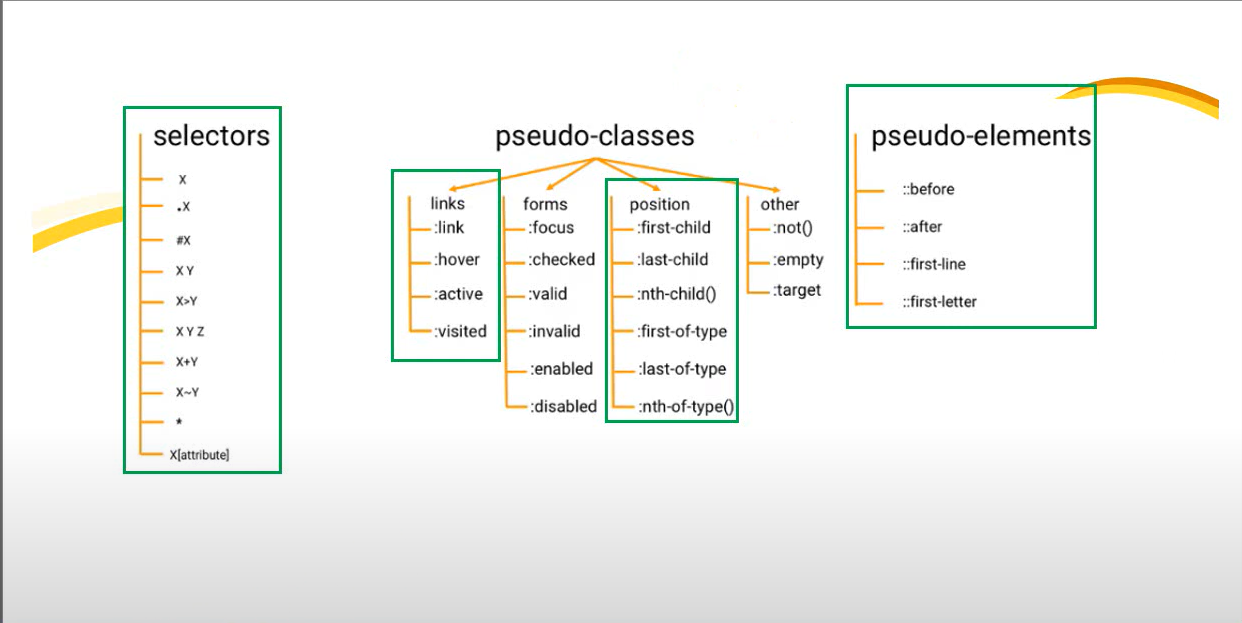 selectors
X
.X
#X
X Y
X>Y
X Y Z
X+Y
X~Y
*
X[attribute]
pseudo-classes
links
:link
:hover
:active
:visited
forms
:focus
:checked
:valid
:invalid
:enabled
:disabled
position
:first-child
:last-child
:nth-child()
:first-of-type
:last-of-type
:nth-of-type()
other
:not()
:empty
:target
pseudo-elements
::before
::after
::first-line
::first-letter